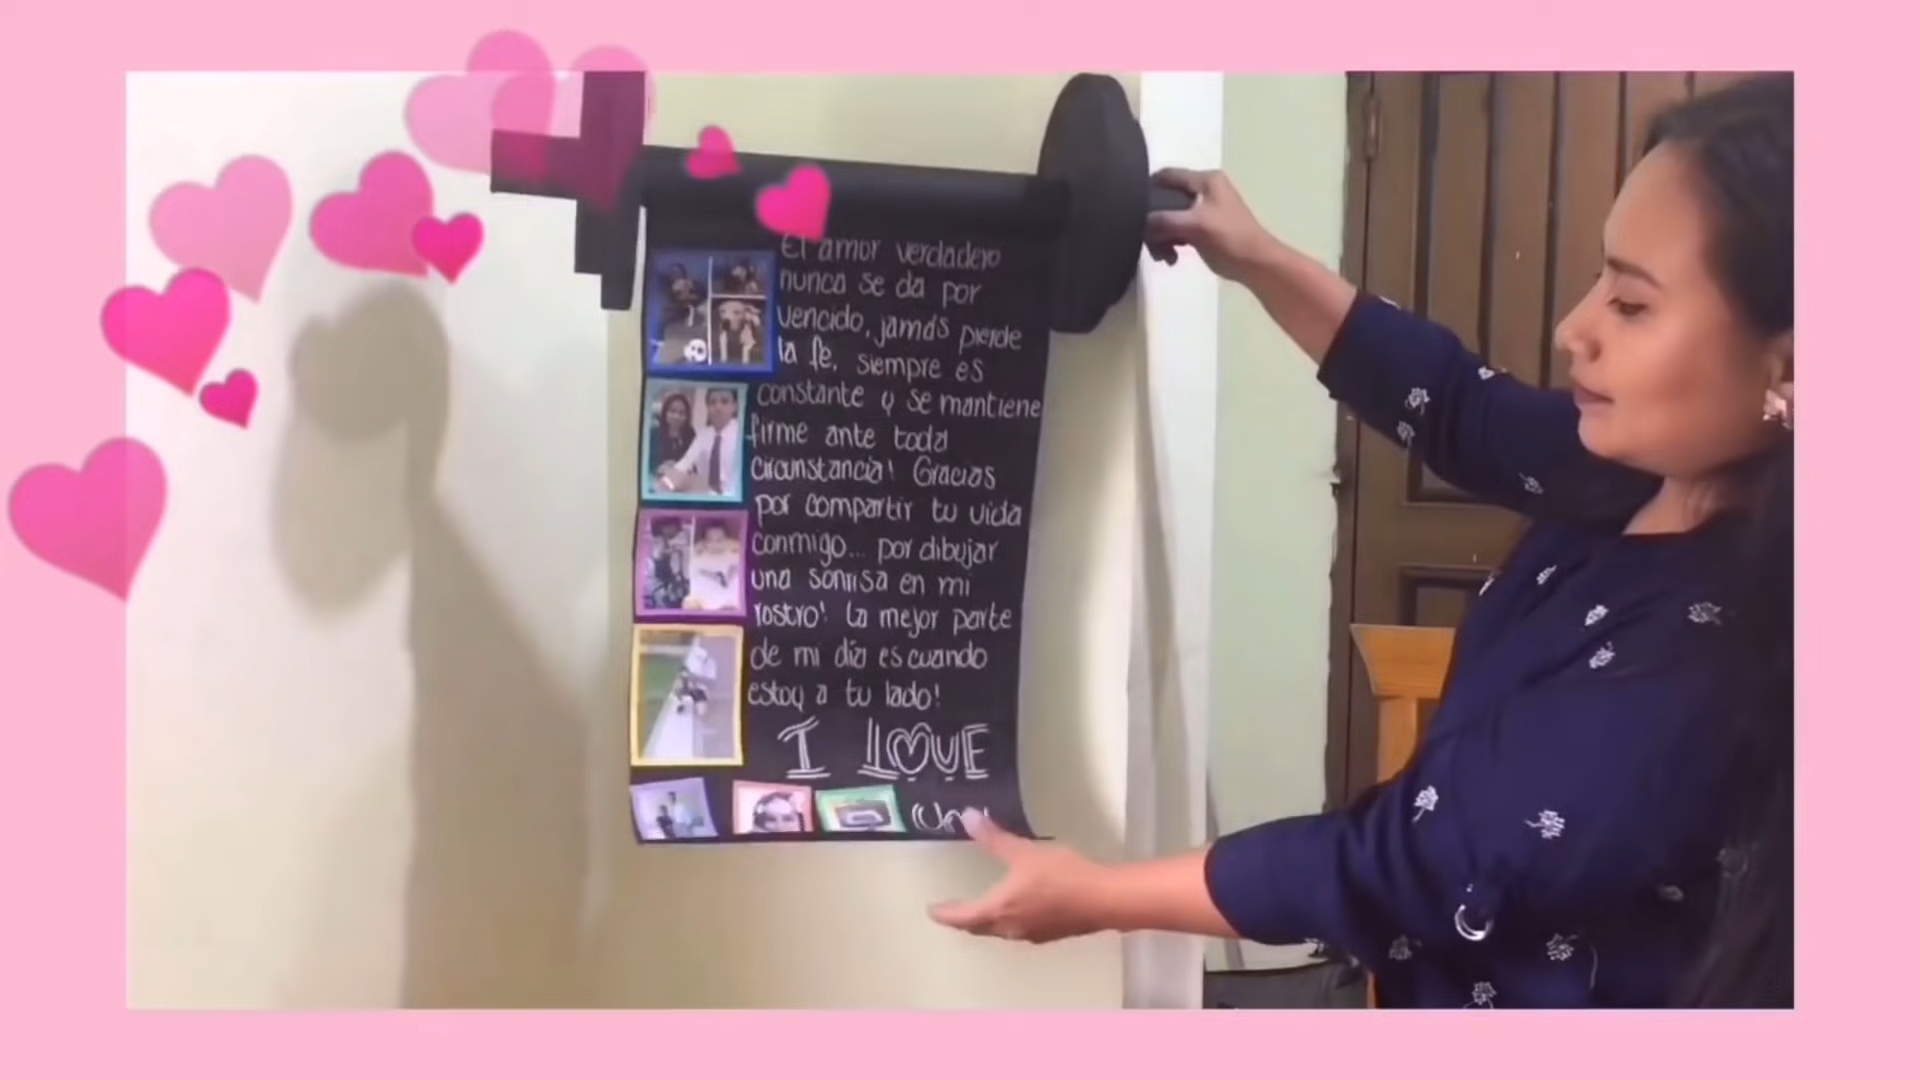 El amor verdadero
nunca se da por
vencido, jamás pierde
la fe, siempre es
constante y se mantiene
firme ante toda
circunstancia! Gracias
por compartir tu vida
conmigo... por dibujar
una sonrisa en mi
rostro! La mejor parte
de mi día es cuando
estoy a tu lado!
I LOVE